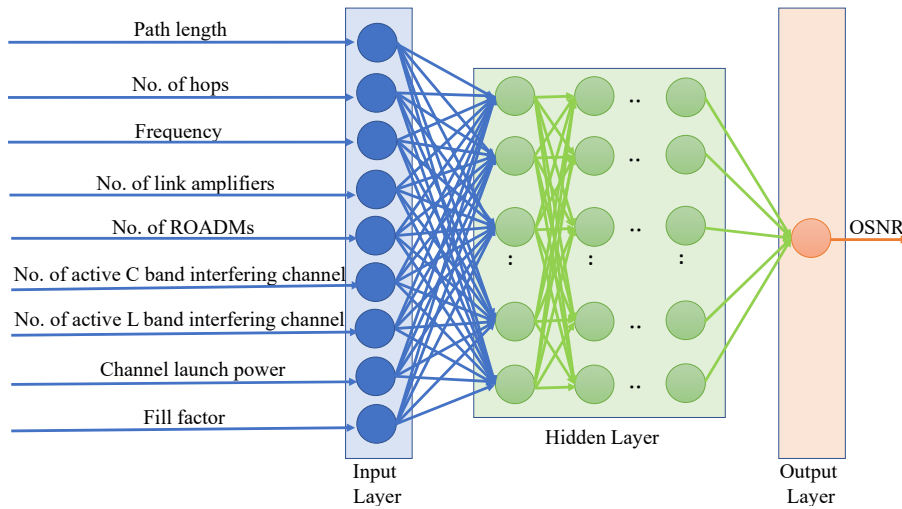 Path length
No. of hops
Frequency
No. of link amplifiers
No. of ROADMs
No. of active C band interfering channel
No. of active L band interfering channel
Channel launch power
Fill factor
..
..
..
..
..
:
:
:
OSNR
Hidden Layer
Input
Layer
Output
Layer